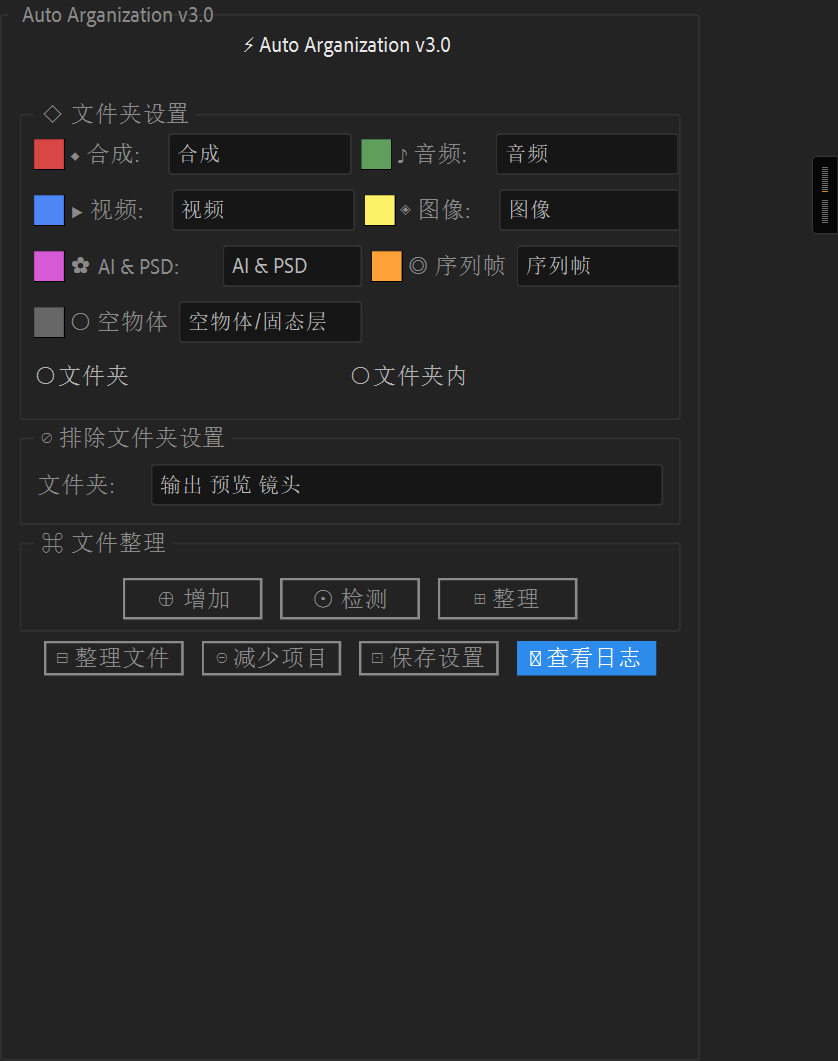 Auto Arganization v3.0
⚡ Auto Arganization v3.0
◇ 文件夹设置
◆ 合成: 合成 ♪ 音频: 音频
▶ 视频: 视频 ◈ 图像: 图像
✿ AI & PSD: AI & PSD ◎ 序列帧 序列帧
○ 空物体 空物体/固态层
○文件夹 ○文件夹内
⊘ 排除文件夹设置
文件夹: 输出 预览 镜头
⌘ 文件整理
⊕ 增加 ⊙ 检测 ⊞ 整理
⊟ 整理文件 ⊖ 减少项目 ⊡ 保存设置 查看日志